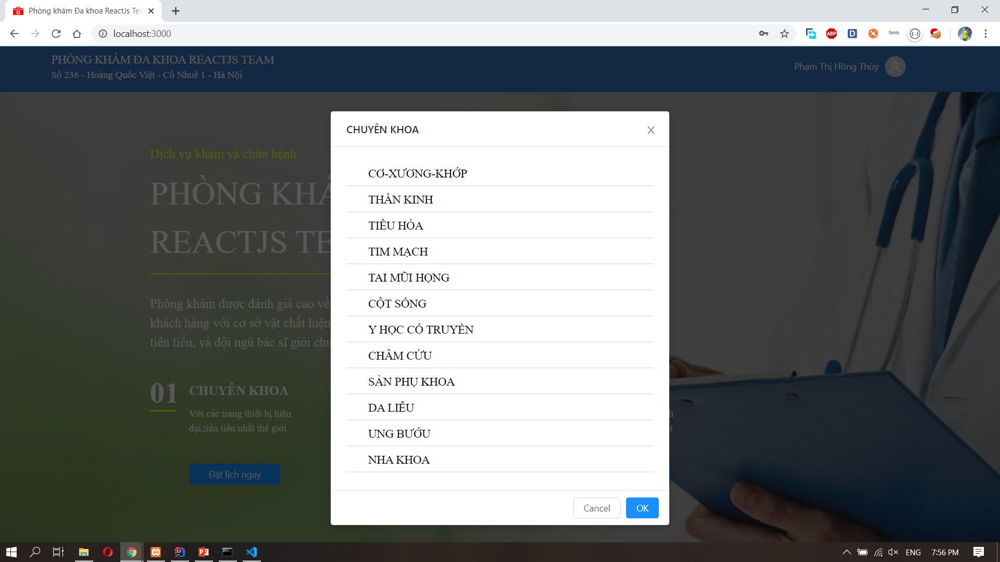 Phòng khám Đa khoa ReactJs Tea
localhost:3000
ABP
D
fonts
PHÒNG KHÁM ĐA KHOA REACTJS TEAM
Số 236 - Hoàng Quốc Việt - Cổ Nhuế 1 - Hà Nội
Phạm Thị Hồng Thủy
Dịch vụ khám và chữa bệnh
PHÒNG KHÁ
REACTJS TE
Phòng khám được đánh giá cao về
khách hàng với cơ sở vật chất hiện
tiên tiến, và đội ngũ bác sĩ giỏi chu
01
CHUYÊN KHOA
Với các trang thiết bị hiện
đại,tiến tiến nhất thế giới
Đặt lịch ngay
CHUYÊN KHOA
CƠ-XƯƠNG-KHỚP
THẦN KINH
TIÊU HÓA
TIM MẠCH
TAI MŨI HỌNG
CỘT SỐNG
Y HỌC CỔ TRUYỀN
CHÂM CỨU
SẢN PHỤ KHOA
DA LIỄU
UNG BƯỚU
NHA KHOA
Cancel
OK
h
t
ENG
7:56 PM